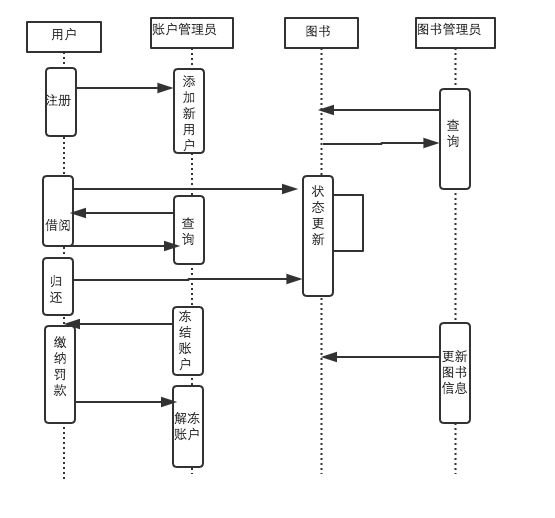 用户
账户管理员
图书
图书管理员
注册
添
加
新
用
户
查
询
借阅
查
询
状
态
更
新
归
还
冻
结
账
户
缴
纳
罚
款
更新
图书
信息
解冻
账户